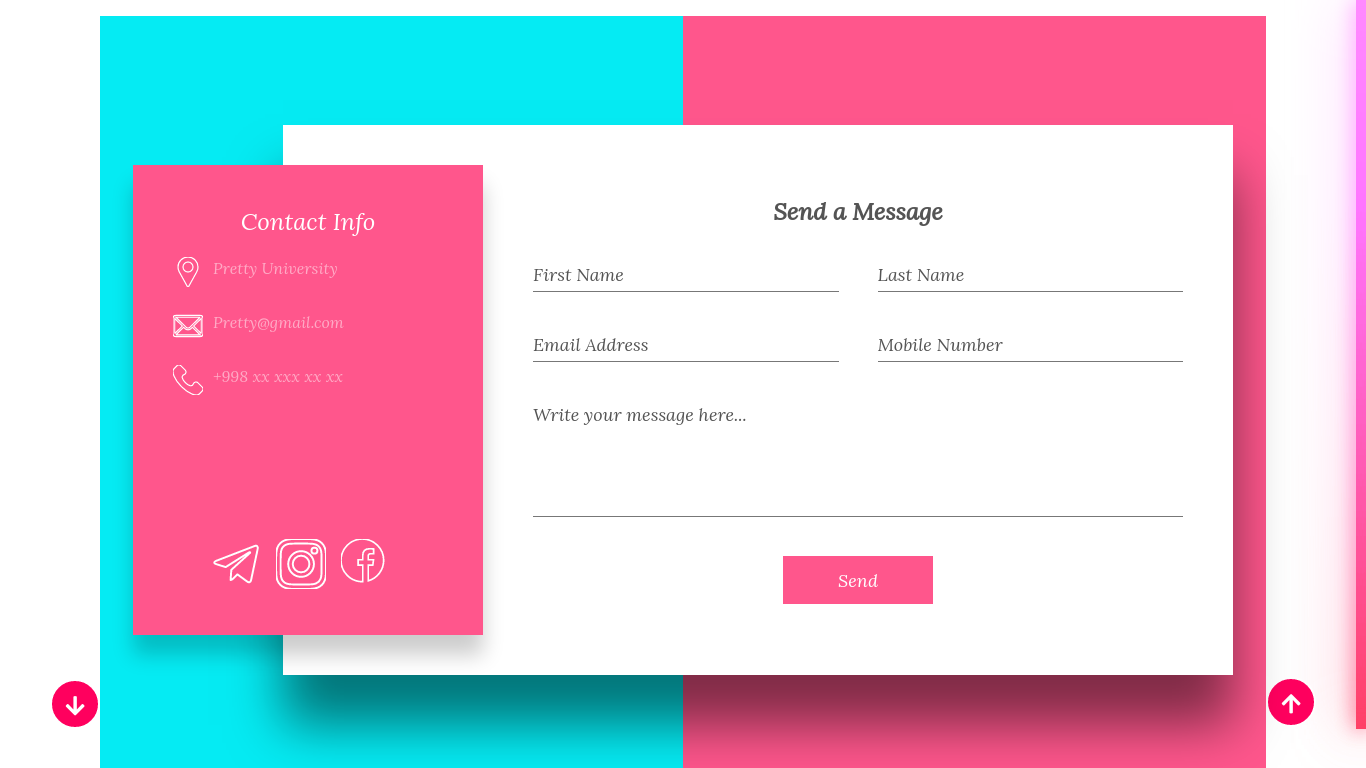 Contact Info
Pretty University
Pretty@gmail.com
+998 xx xxx xx xx
Send a Message
First Name
Last Name
Email Address
Mobile Number
Write your message here...
Send